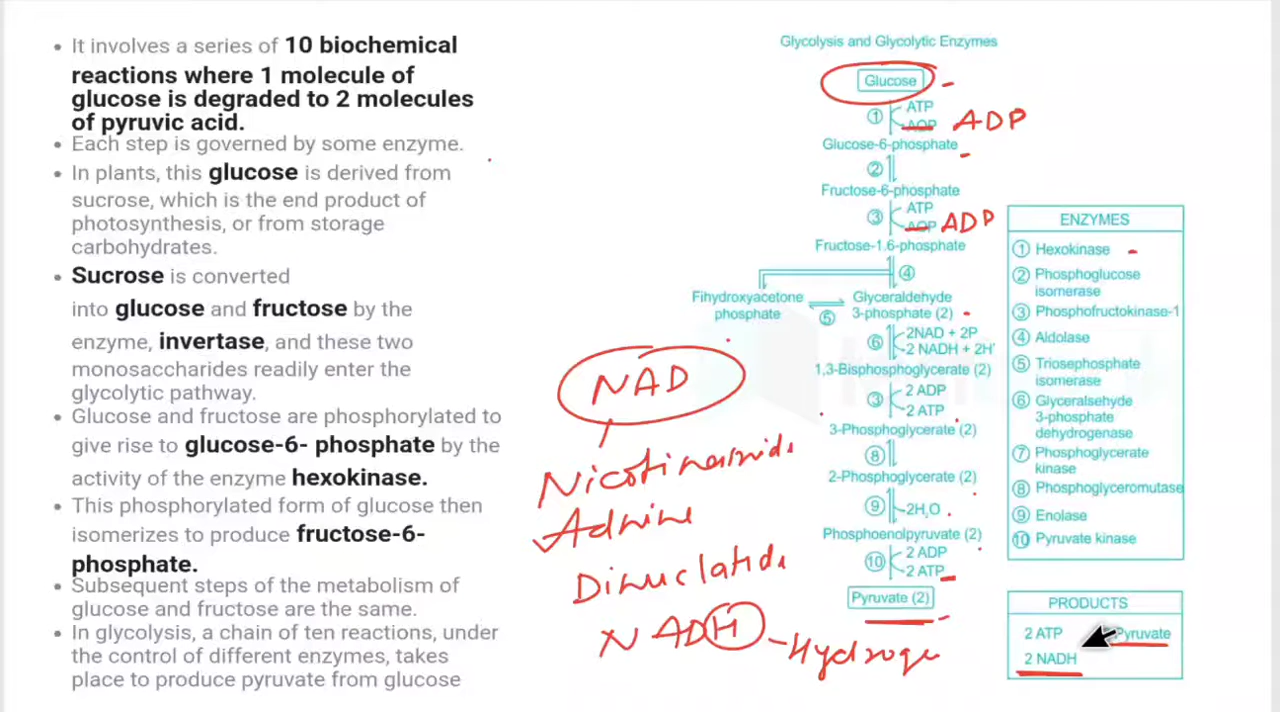 • It involves a series of 10 biochemical
reactions where 1 molecule of
glucose is degraded to 2 molecules
of pyruvic acid.
• Each step is governed by some enzyme.
• In plants, this glucose is derived from
sucrose, which is the end product of
photosynthesis, or from storage
carbohydrates.
• Sucrose is converted
into glucose and fructose by the
enzyme, invertase, and these two
monosaccharides readily enter the
glycolytic pathway.
• Glucose and fructose are phosphorylated to
give rise to glucose-6- phosphate by the
activity of the enzyme hexokinase.
• This phosphorylated form of glucose then
isomerizes to produce fructose-6-
phosphate.
• Subsequent steps of the metabolism of
glucose and fructose are the same.
• In glycolysis, a chain of ten reactions, under
the control of different enzymes, takes
place to produce pyruvate from glucose
Glycolysis and Glycolytic Enzymes
Glucose
① ATP
AOP ADP
Glucose-6-phosphate
②
Fructose-6-phosphate
③ ATP
AOP ADP
Fructose-1,6-phosphate
④
Fihydroxyacetone
phosphate
⑤
Glyceraldehyde
3-phosphate (2)
⑥ 2NAD + 2P
2 NADH + 2H'
1,3-Bisphosphoglycerate (2)
③ 2 ADP
2 ATP
3-Phosphoglycerate (2)
⑧
2-Phosphoglycerate (2)
⑨ 2H₂O
Phosphoenolpyruvate (2)
⑩ 2 ADP
2 ATP
Pyruvate (2)
NAD
Adnine
NADH - Hydroge
ENZYMES
① Hexokinase
② Phosphoglucose
isomerase
③ Phosphofructokinase-1
④ Aldolase
⑤ Triosephosphate
isomerase
⑥ Glyceralsehyde
3-phosphate
dehydrogenase
⑦ Phosphoglycerate
kinase
⑧ Phosphoglyceromutase
⑨ Enolase
⑩ Pyruvate kinase
PRODUCTS
2 ATP Pyruvate
2 NADH